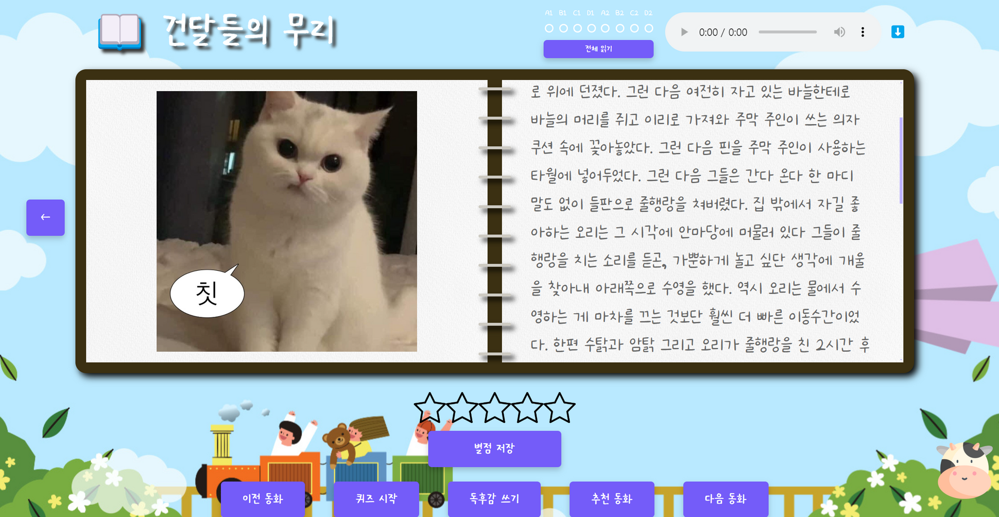 건달들의 무리
A1 B1 C1 D1 A2 B2 C2 D2
전체 읽기
0:00 / 0:00
←
칫
로 위에 던졌다. 그런 다음 여전히 자고 있는 바늘한테로
바늘의 머리를 쥐고 이리로 가져와 주막 주인이 쓰는 의자
쿠션 속에 꽂아놓았다. 그런 다음 핀을 주막 주인이 사용하는
타월에 넣어두었다. 그런 다음 그들은 간다 온다 한 마디
말도 없이 들판으로 줄행랑을 쳐버렸다. 집 밖에서 자길 좋
아하는 오리는 그 시각에 안마당에 머물러 있다 그들이 줄
행랑을 치는 소리를 듣곤, 가뿐하게 놀고 싶단 생각에 개울
을 찾아내 아래쪽으로 수영을 했다. 역시 오리는 물에서 수
영하는 게 마차를 끄는 것보단 훨씬 더 빠른 이동수간이었
다. 한편 수탉과 암탉 그리고 오리가 줄행랑을 친 2시간 후
별점 저장
이전 동화
퀴즈 시작
독후감 쓰기
추천 동화
다음 동화